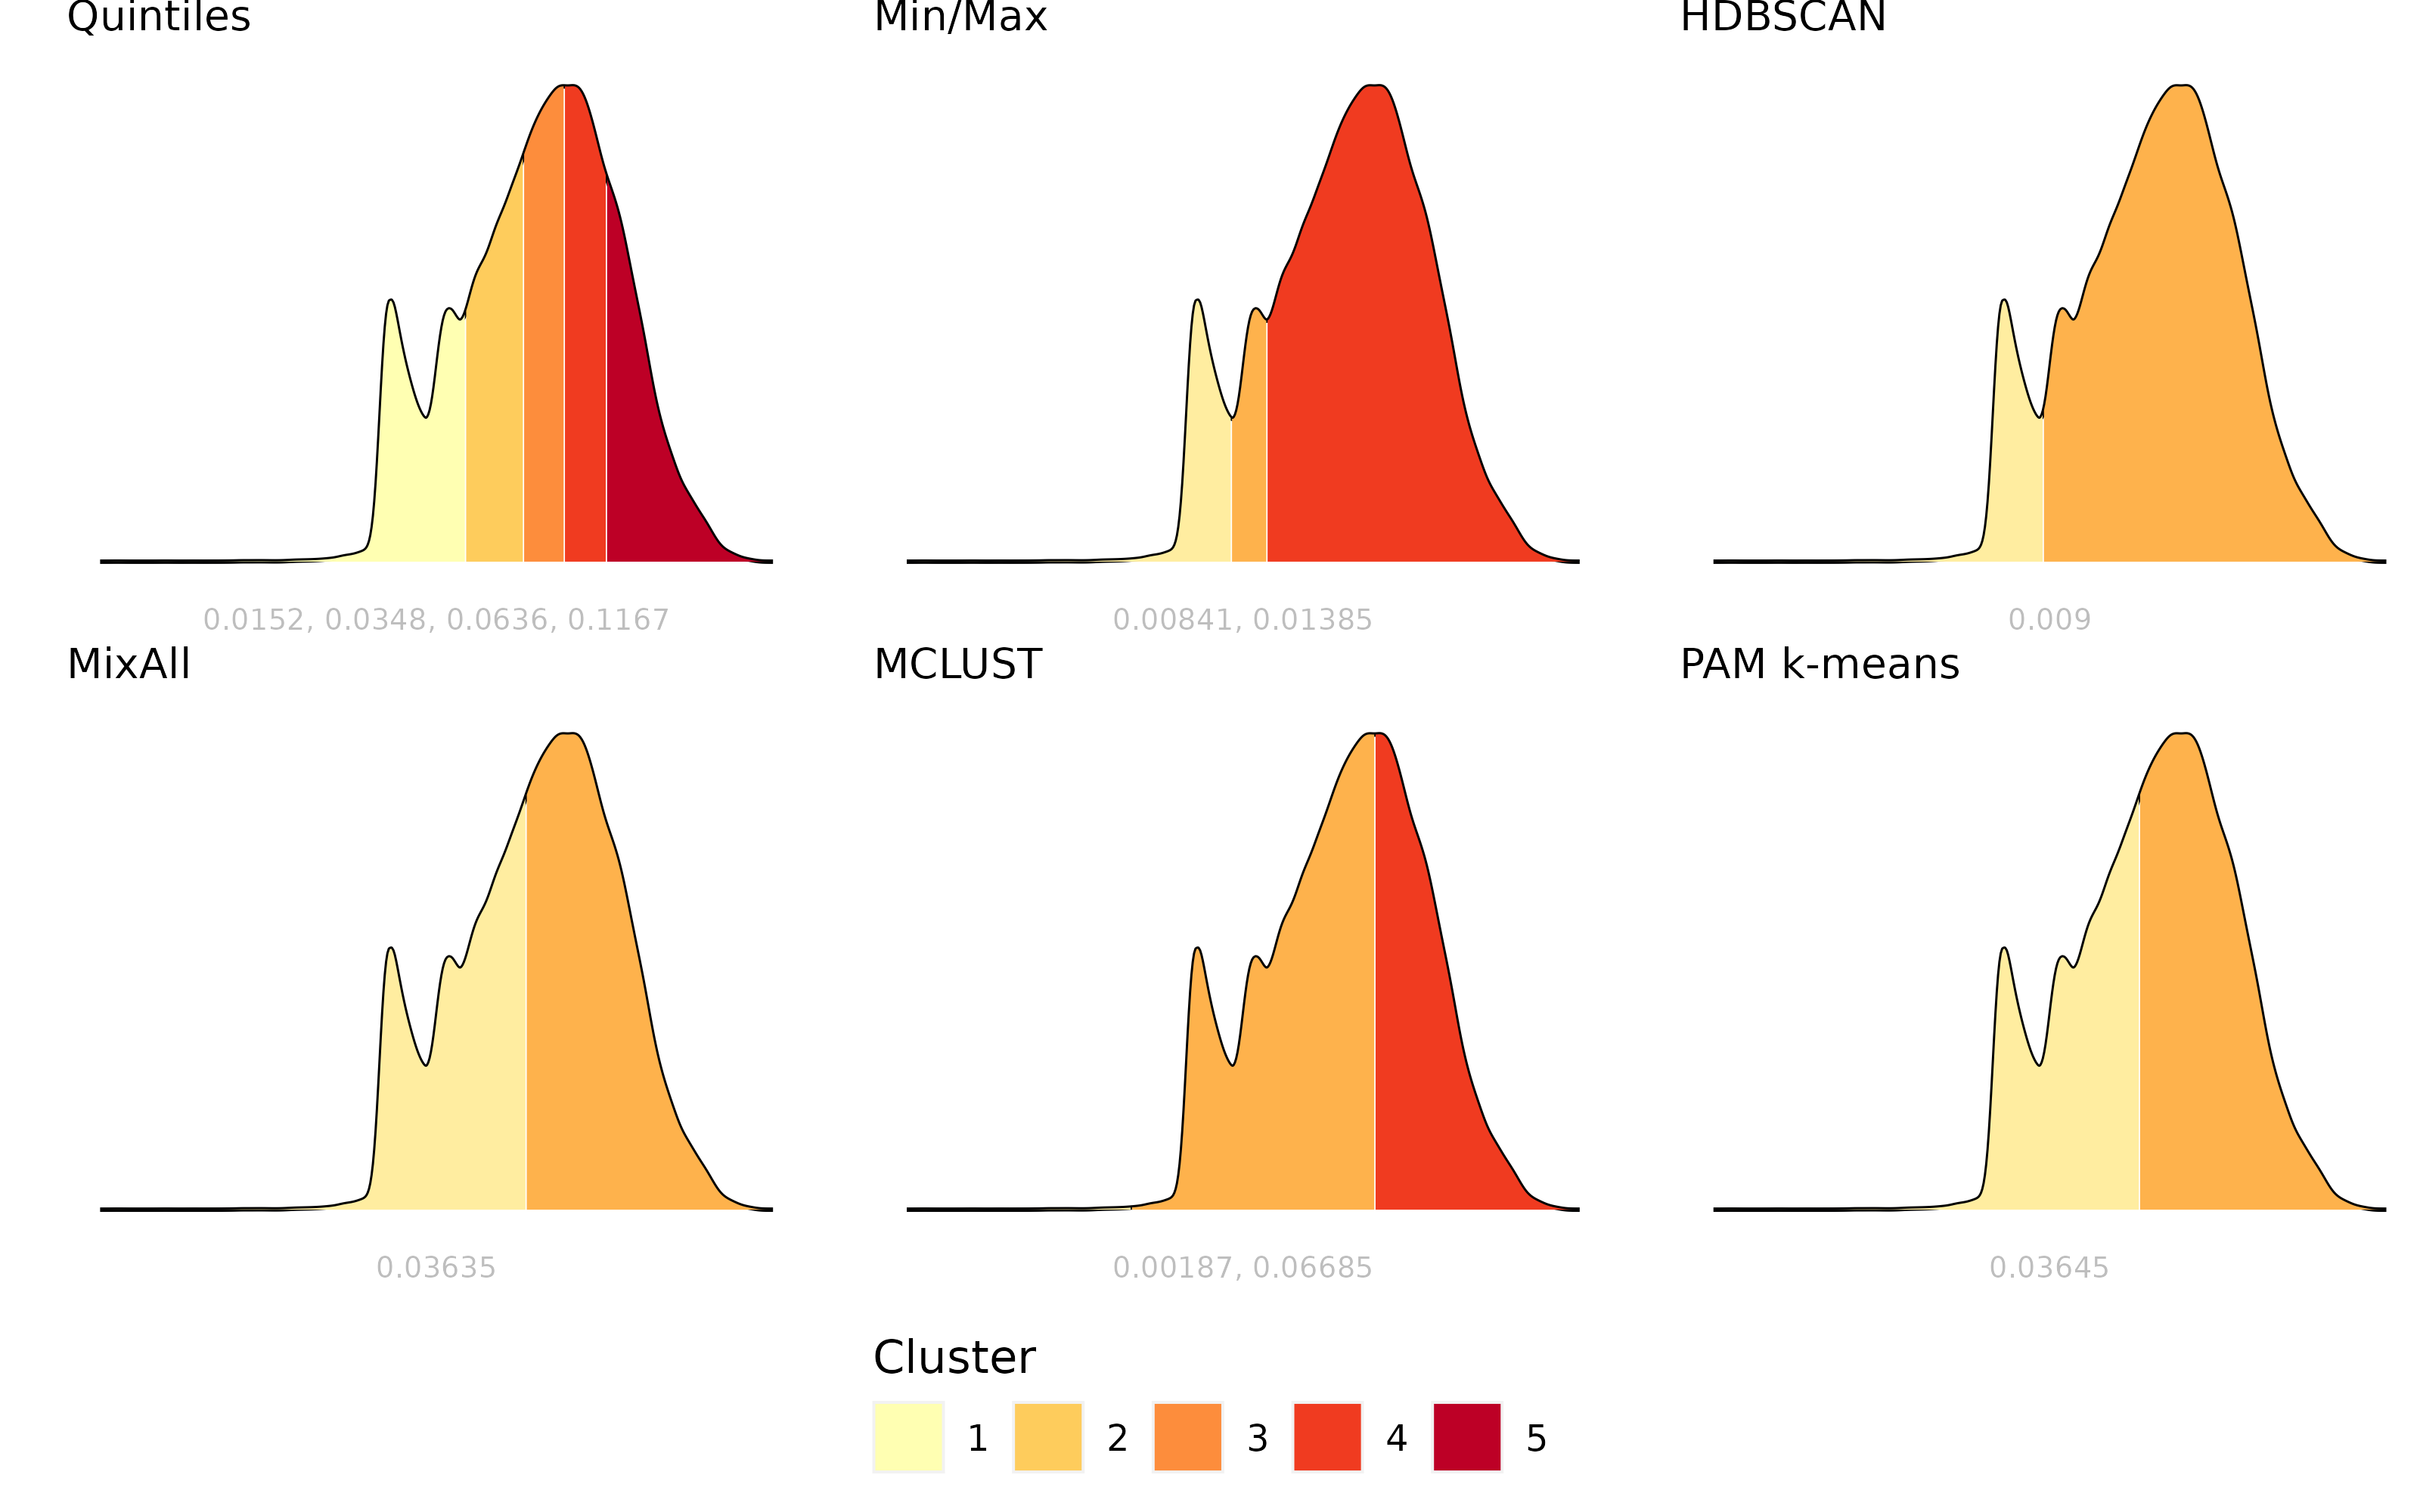 Quintiles
Min/Max
HDBSCAN
0.0152, 0.0348, 0.0636, 0.1167
0.00841, 0.01385
0.009
MixAll
MCLUST
PAM k-means
0.03635
0.00187, 0.06685
0.03645
Cluster
1 2 3 4 5